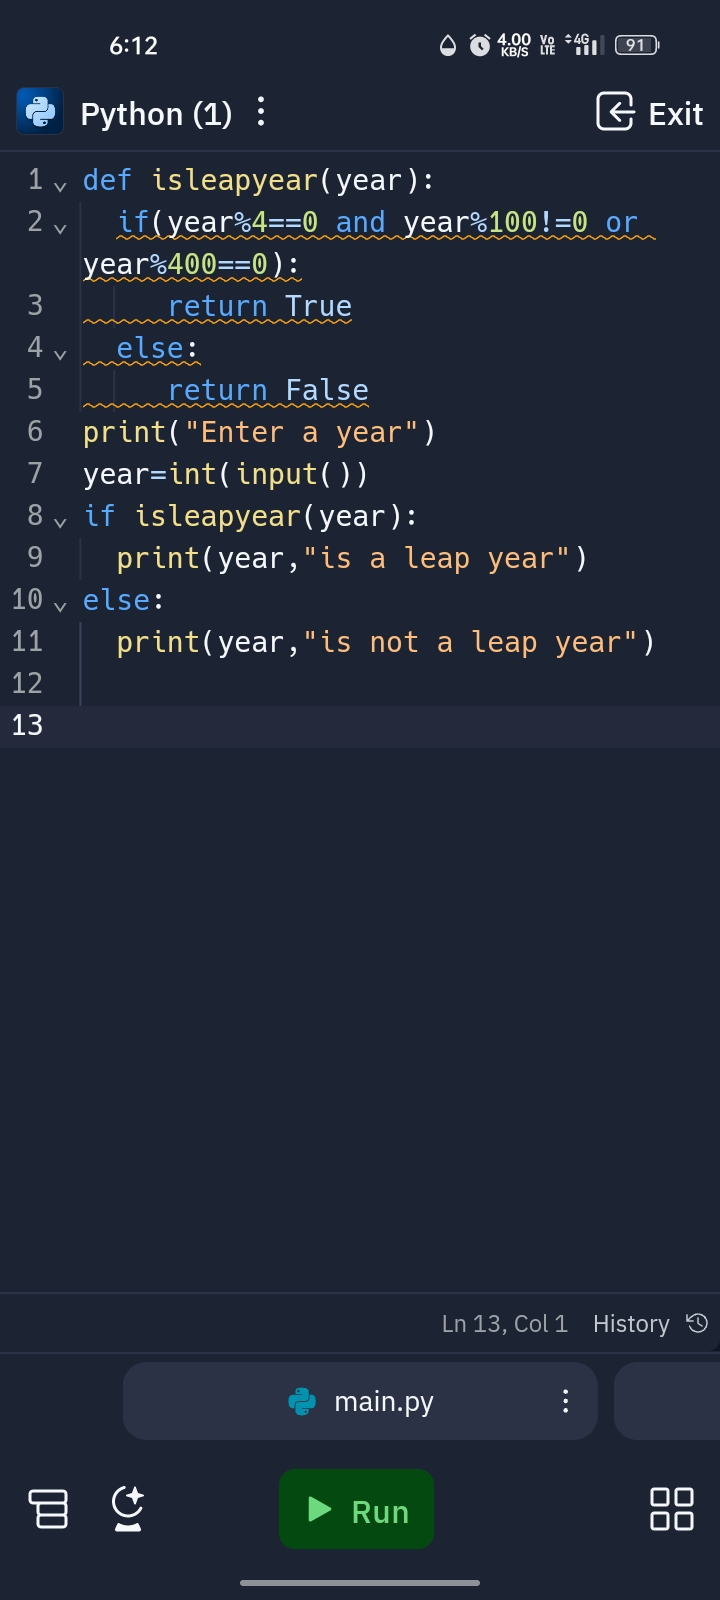 6:12 4.00 KB/S Vo LTE 4G 91
Python (1) Exit
1 def isleapyear(year):
2   if(year%4==0 and year%100!=0 or
year%400==0):
3      return True
4   else:
5      return False
6 print("Enter a year")
7 year=int(input())
8 if isleapyear(year):
9   print(year,"is a leap year")
10 else:
11   print(year,"is not a leap year")
12
13
Ln 13, Col 1 History
main.py
Run